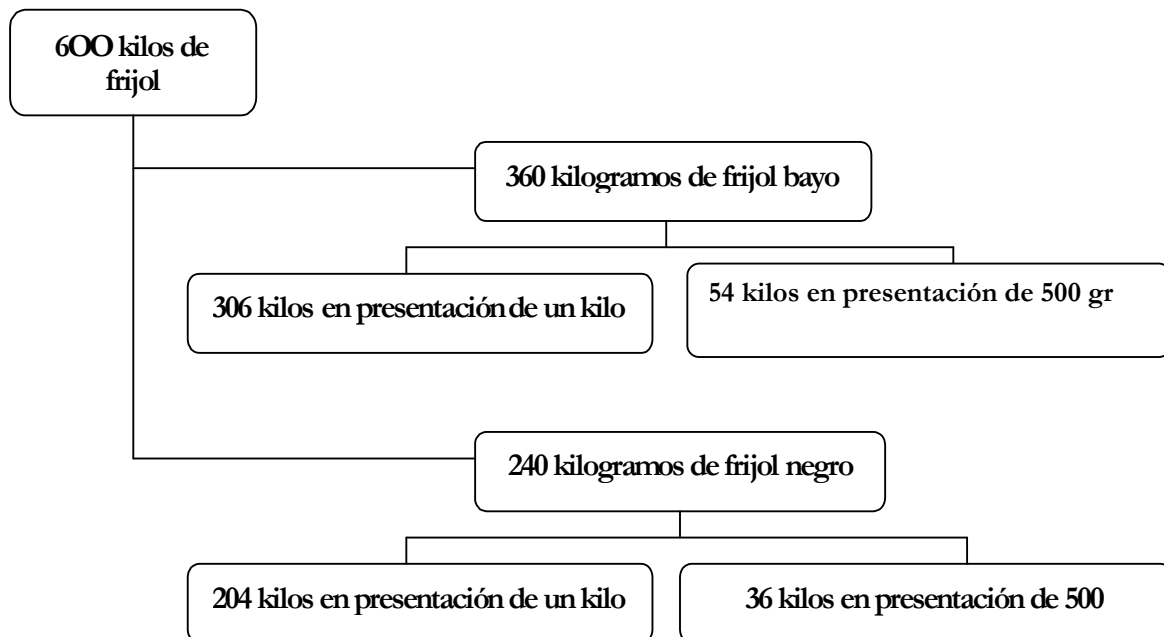 6OO kilos de
frijol
360 kilogramos de frijol bayo
306 kilos en presentación de un kilo
54 kilos en presentación de 500 gr
240 kilogramos de frijol negro
204 kilos en presentación de un kilo
36 kilos en presentación de 500